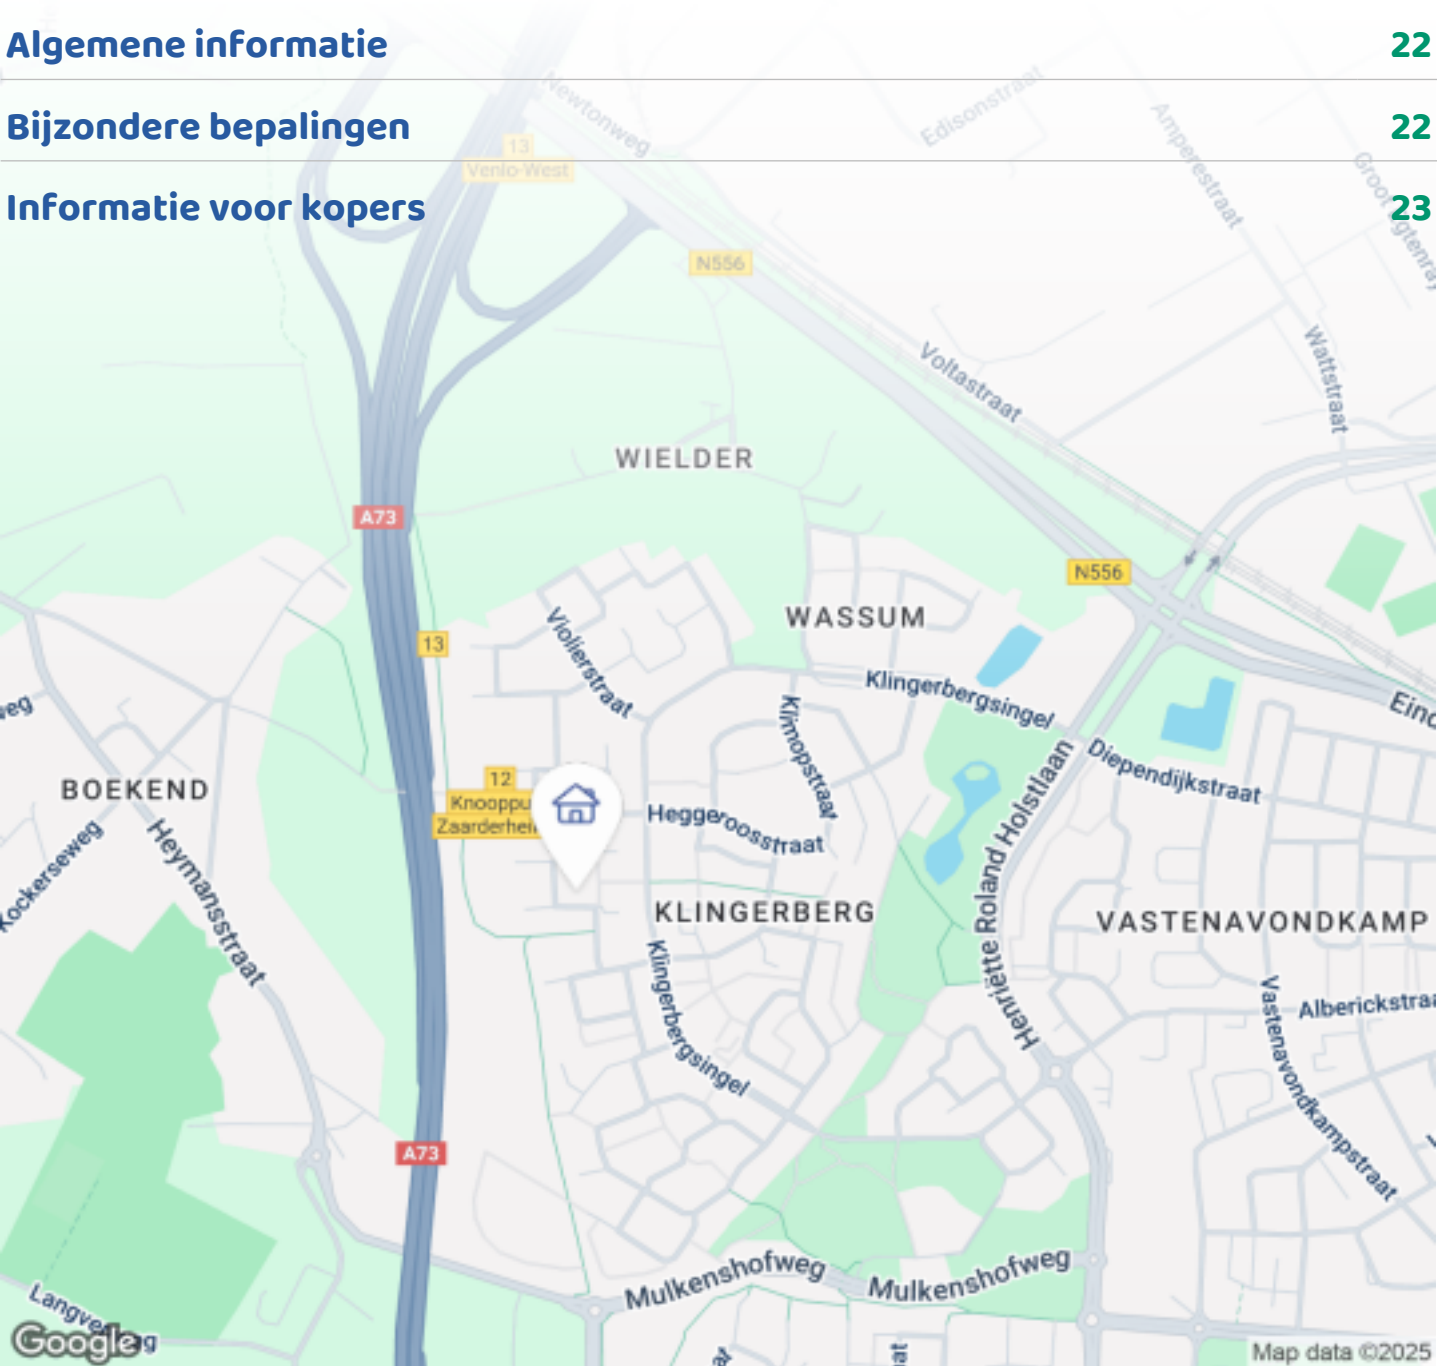 Algemene informatie 22
Bijzondere bepalingen 22
Informatie voor kopers 23
Newtonweg
Edisonstraat
Amperestraat
13
Venlo-West
N556
Voltastraat
Wattstraat
WIELDER
A73
N556
WASSUM
13
Violierstraat
Klingerbergsingel
Klimopstraat
Diependijkstraat
BOEKEND
12
Heggeroosstraat
Henriëtte Roland Holstlaan
Kockerseweg
Heymansstraat
KLINGERBERG
VASTENAVONDKAMP
Klingerbergsingel
Vastenavondkampstraat
A73
Mulkenshofweg
Mulkenshofweg
Google
Map data ©2025